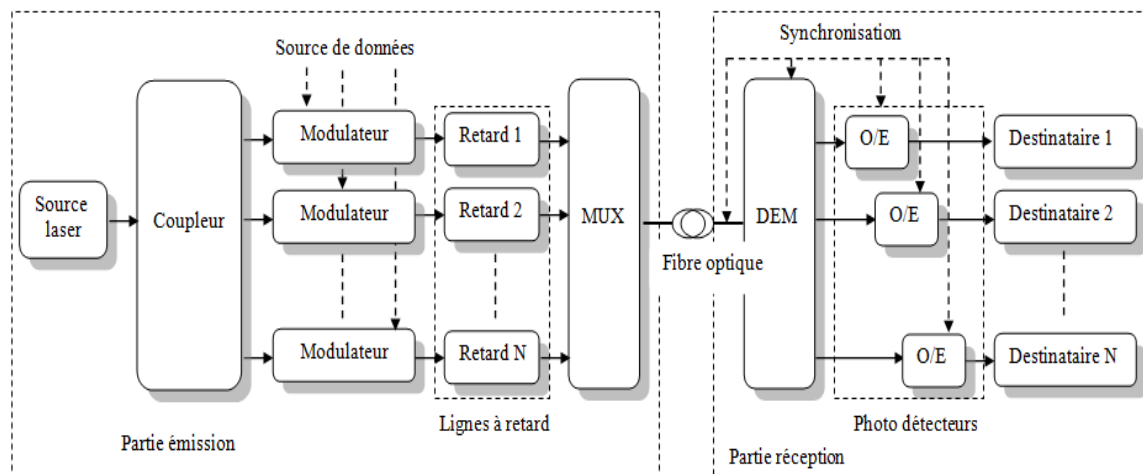 Source de données
Synchronisation
Source
laser
Coupleur
Modulateur
Modulateur
Modulateur
Retard 1
Retard 2
Retard N
MUX
Fibre optique
DEM
O/E
O/E
O/E
Destinataire 1
Destinataire 2
Destinataire N
Lignes à retard
Photo détecteurs
Partie émission
Partie réception